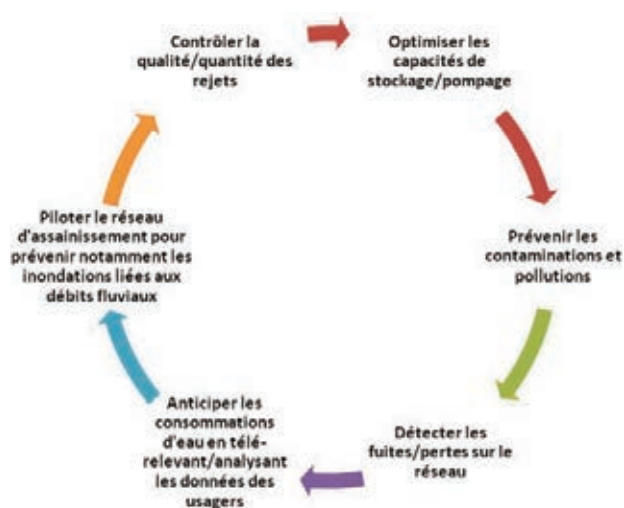 Contrôler la
qualité/quantité des
rejets
Optimiser les
capacités de
stockage/pompage
Prévenir les
contaminations et
pollutions
Détecter les
fuites/pertes sur le
réseau
Anticiper les
consommations
d'eau en télé-
relevant/analysant
les données des
usagers
Piloter le réseau
d'assainissement pour
prévenir notamment les
inondations liées aux
débits fluviaux